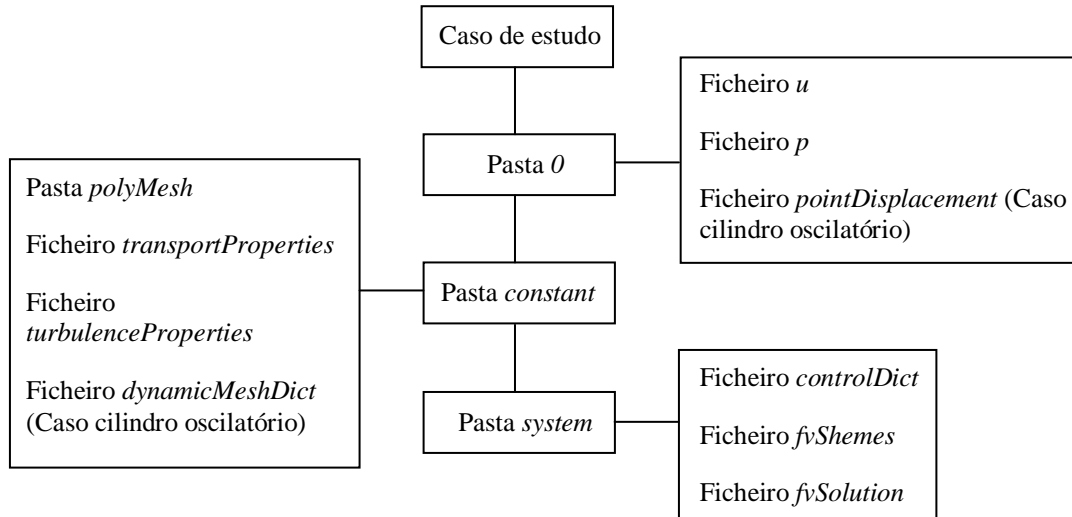 Caso de estudo
Ficheiro u
Ficheiro p
Ficheiro pointDisplacement (Caso
cilindro oscilatório)
Pasta 0
Pasta polyMesh
Ficheiro transportProperties
Ficheiro
turbulenceProperties
Ficheiro dynamicMeshDict
(Caso cilindro oscilatório)
Pasta constant
Pasta system
Ficheiro controlDict
Ficheiro fvShemes
Ficheiro fvSolution